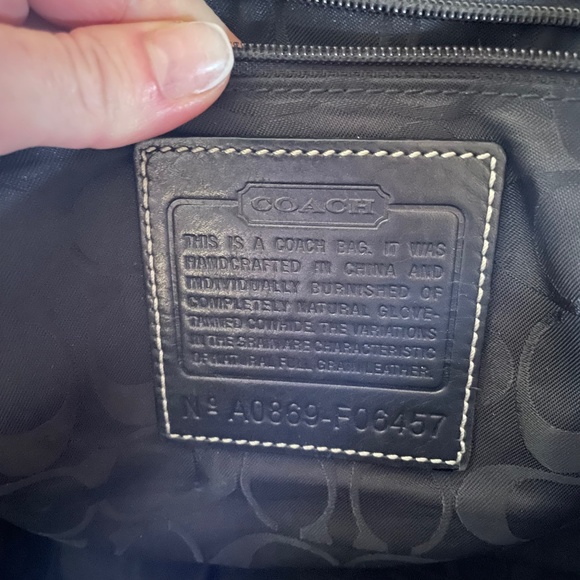 COACH
THIS IS A COACH BAG. IT WAS
HANDCRAFTED IN CHINA AND
INDIVIDUALLY BURNISHED OF
COMPLETELY NATURAL GLOVE-
TANNED COWHIDE. THE VARIATIONS
IN THE GRAIN ARE CHARACTERISTIC
OF NATURAL FULL GRAIN LEATHER.
Nº A0869-F06457